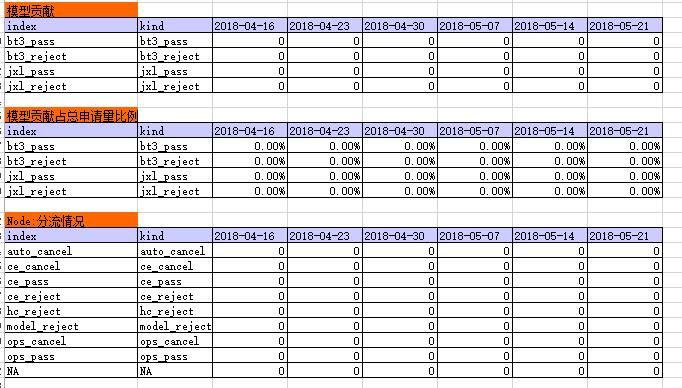 模型贡献
index kind 2018-04-16 2018-04-23 2018-04-30 2018-05-07 2018-05-14 2018-05-21
bt3_pass bt3_pass 0 0 0 0 0 0
bt3_reject bt3_reject 0 0 0 0 0 0
jxl_pass jxl_pass 0 0 0 0 0 0
jxl_reject jxl_reject 0 0 0 0 0 0
模型贡献占总申请量比例
index kind 2018-04-16 2018-04-23 2018-04-30 2018-05-07 2018-05-14 2018-05-21
bt3_pass bt3_pass 0.00% 0.00% 0.00% 0.00% 0.00% 0.00%
bt3_reject bt3_reject 0.00% 0.00% 0.00% 0.00% 0.00% 0.00%
jxl_pass jxl_pass 0.00% 0.00% 0.00% 0.00% 0.00% 0.00%
jxl_reject jxl_reject 0.00% 0.00% 0.00% 0.00% 0.00% 0.00%
Node:分流情况
index kind 2018-04-16 2018-04-23 2018-04-30 2018-05-07 2018-05-14 2018-05-21
auto_cancel auto_cancel 0 0 0 0 0 0
ce_cancel ce_cancel 0 0 0 0 0 0
ce_pass ce_pass 0 0 0 0 0 0
ce_reject ce_reject 0 0 0 0 0 0
hc_reject hc_reject 0 0 0 0 0 0
model_reject model_reject 0 0 0 0 0 0
ops_cancel ops_cancel 0 0 0 0 0 0
ops_pass ops_pass 0 0 0 0 0 0
NA NA 0 0 0 0 0 0